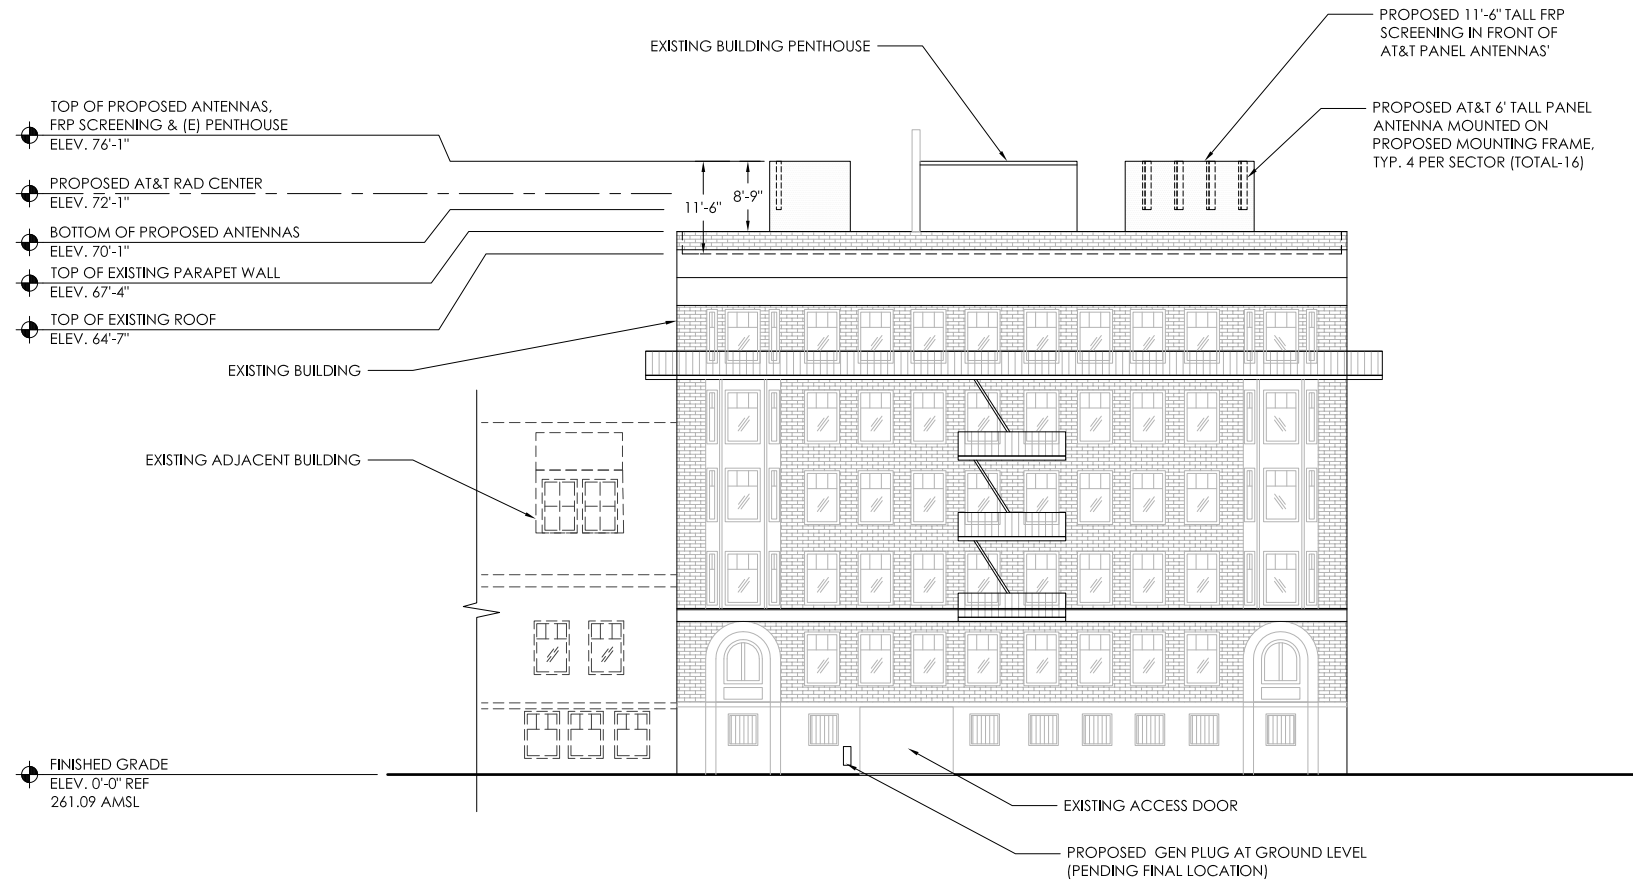 PROPOSED 11'-6" TALL FRP
SCREENING IN FRONT OF
AT&T PANEL ANTENNAS'
EXISTING BUILDING PENTHOUSE
PROPOSED AT&T 6' TALL PANEL
ANTENNA MOUNTED ON
PROPOSED MOUNTING FRAME,
TYP. 4 PER SECTOR (TOTAL-16)
TOP OF PROPOSED ANTENNAS,
FRP SCREENING & (E) PENTHOUSE
ELEV. 76'-1"
PROPOSED AT&T RAD CENTER
ELEV. 72'-1"
11'-6"
8'-9"
BOTTOM OF PROPOSED ANTENNAS
ELEV. 70'-1"
TOP OF EXISTING PARAPET WALL
ELEV. 67'-4"
TOP OF EXISTING ROOF
ELEV. 64'-7"
EXISTING BUILDING
EXISTING ADJACENT BUILDING
FINISHED GRADE
ELEV. 0'-0" REF
261.09 AMSL
EXISTING ACCESS DOOR
PROPOSED GEN PLUG AT GROUND LEVEL
(PENDING FINAL LOCATION)